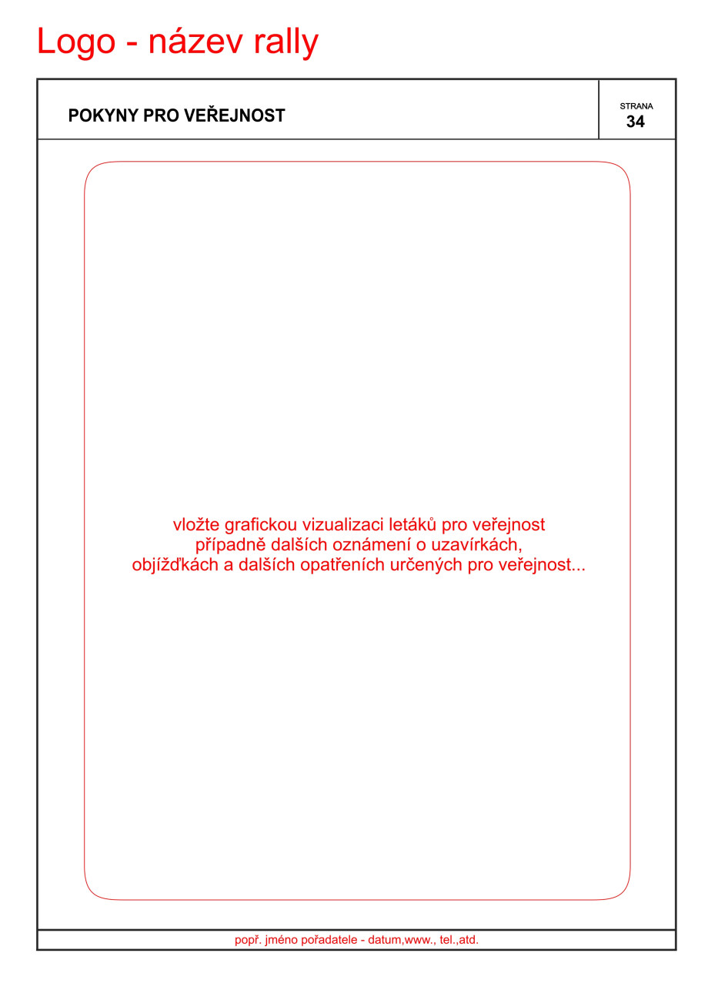 Logo - název rally
POKYNY PRO VEŘEJNOST
STRANA
34
vložte grafickou vizualizaci letáků pro veřejnost
případně dalších oznámení o uzavírkách,
objížďkách a dalších opatřeních určených pro veřejnost...
popř. jméno pořadatele - datum,www., tel.,atd.